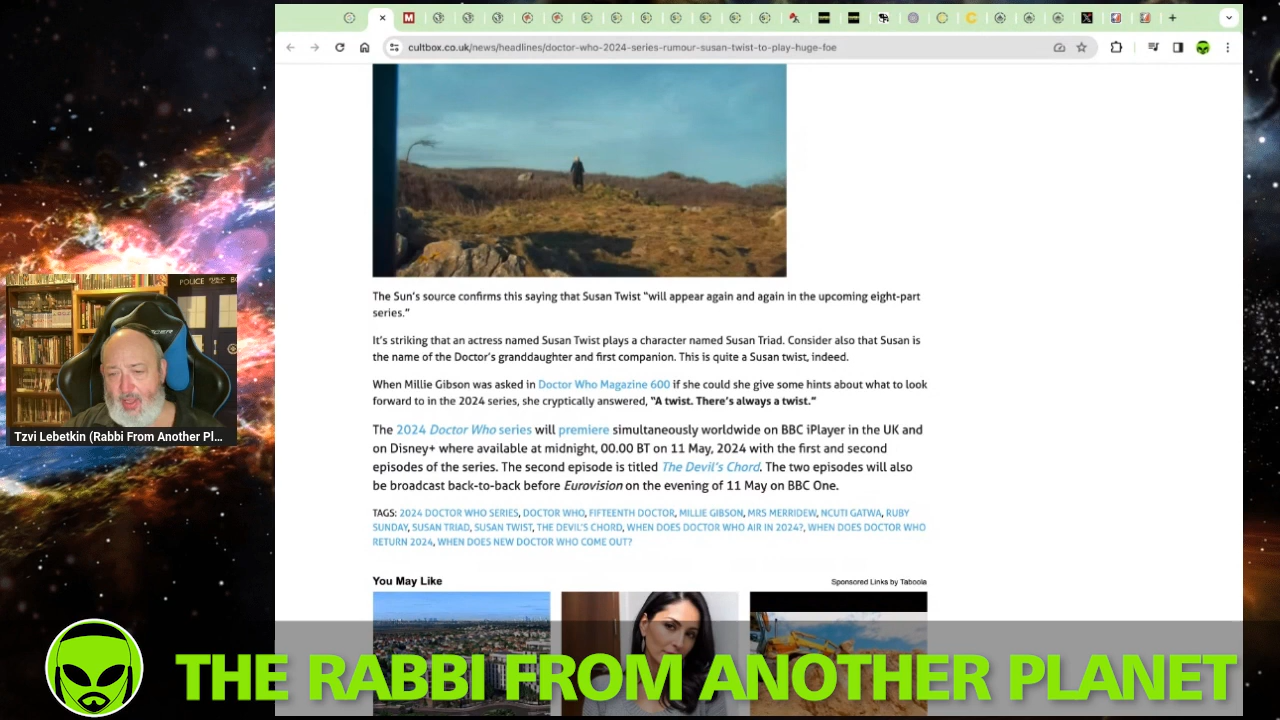 cultbox.co.uk/news/headlines/doctor-who-2024-series-rumour-susan-twist-to-play-huge-foe
The Sun's source confirms this saying that Susan Twist “will appear again and again in the upcoming eight-part
series.”
It's striking that an actress named Susan Twist plays a character named Susan Triad. Consider also that Susan is
the name of the Doctor's granddaughter and first companion. This is quite a Susan twist, indeed.
When Millie Gibson was asked in Doctor Who Magazine 600 if she could she give some hints about what to look
forward to in the 2024 series, she cryptically answered, “A twist. There's always a twist.”
The 2024 Doctor Who series will premiere simultaneously worldwide on BBC iPlayer in the UK and
on Disney+ where available at midnight, 00.00 BT on 11 May, 2024 with the first and second
episodes of the series. The second episode is titled The Devil's Chord. The two episodes will also
be broadcast back-to-back before Eurovision on the evening of 11 May on BBC One.
TAGS: 2024 DOCTOR WHO SERIES, DOCTOR WHO, FIFTEENTH DOCTOR, MILLIE GIBSON, MRS MERRIDEW, NCUTI GATWA, RUBY
SUNDAY, SUSAN TRIAD, SUSAN TWIST, THE DEVIL'S CHORD, WHEN DOES DOCTOR WHO AIR IN 2024?, WHEN DOES DOCTOR WHO
RETURN 2024, WHEN DOES NEW DOCTOR WHO COME OUT?
You May Like
Sponsored Links by Taboola
POLICE
Tzvi Lebetkin (Rabbi From Another Pl...
THE RABBI FROM ANOTHER PLANET